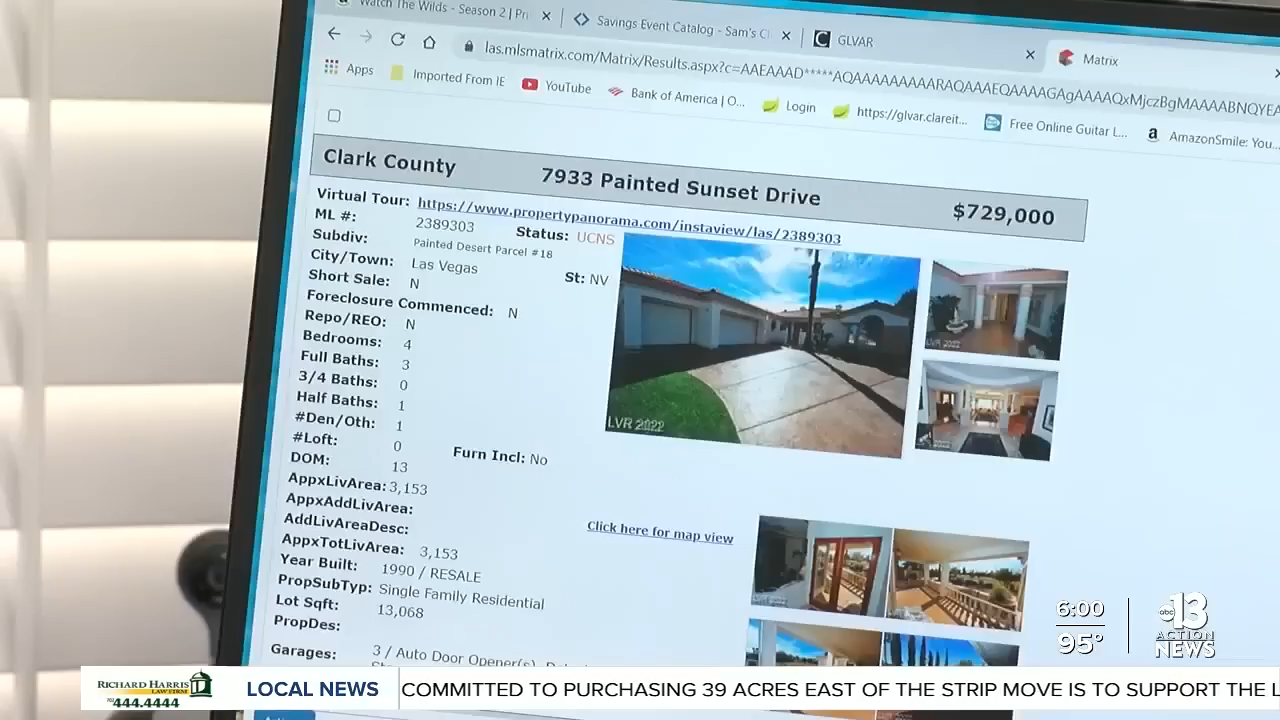 Watch The Wilds - Season 2 | Pri
Savings Event Catalog - Sam's Cl
GLVAR
Matrix
las.mlsmatrix.com/Matrix/Results.aspx?c=AAEAAAD*****AQAAAAAAAAARAQAAAEQAAAAGAgAAAAQxMjczBgMAAAABNQYEA
Apps
Imported From IE
YouTube
Bank of America | O...
Login
https://glvar.clareit...
Free Online Guitar L...
AmazonSmile: You...
Clark County 7933 Painted Sunset Drive $729,000
Virtual Tour: https://www.propertypanorama.com/instaview/las/2389303
ML #: 2389303 Status: UCNS
Subdiv: Painted Desert Parcel #18
City/Town: Las Vegas St: NV
Short Sale: N
Foreclosure Commenced: N
Repo/REO: N
Bedrooms: 4
Full Baths: 3
3/4 Baths: 0
Half Baths: 1
#Den/Oth: 1
#Loft: 0 Furn Incl: No
DOM: 13
AppxLivArea: 3,153
AppxAddLivArea:
AddLivAreaDesc:
AppxTotLivArea: 3,153
Year Built: 1990 / RESALE
PropSubTyp: Single Family Residential
Lot Sqft: 13,068
PropDes:
Garages: 3 / Auto Door Opener(s),
LVR 2022
Click here for map view
6:00
95°
abc 13
ACTION
NEWS
RICHARD HARRIS
LAW FIRM
444.4444
LOCAL NEWS
COMMITTED TO PURCHASING 39 ACRES EAST OF THE STRIP MOVE IS TO SUPPORT THE L